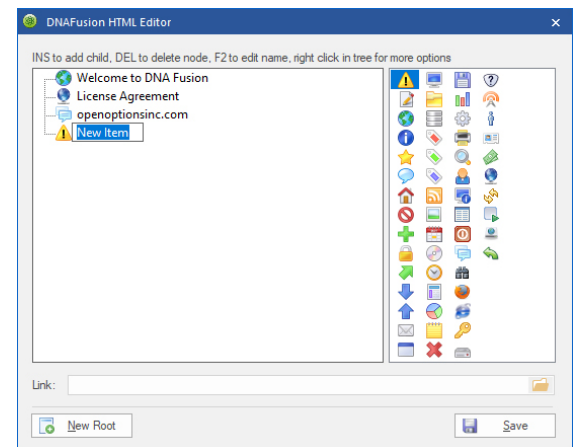 DNAFusion HTML Editor
INS to add child, DEL to delete node, F2 to edit name, right click in tree for more options
Welcome to DNA Fusion
License Agreement
openoptionsinc.com
New Item
Link:
New Root
Save